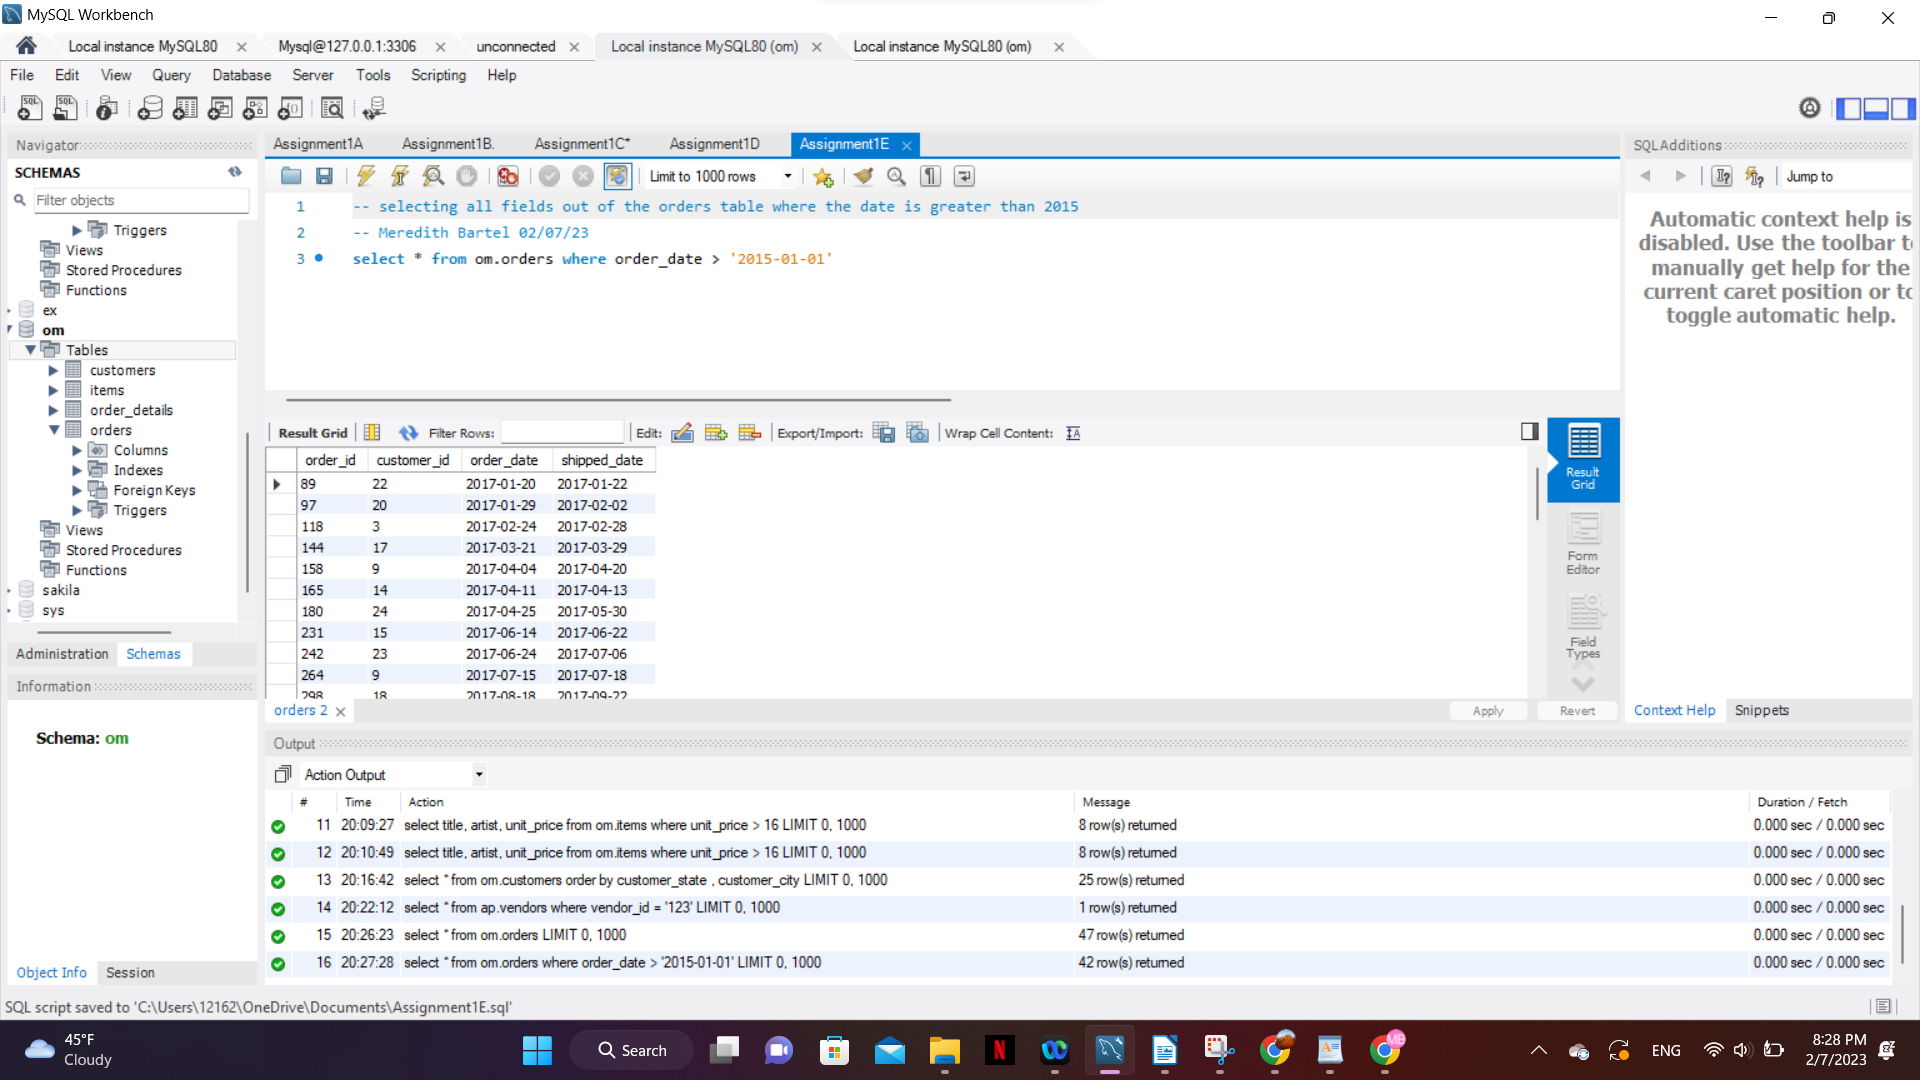 MySQL Workbench
Local instance MySQL80
Mysql@127.0.0.1:3306
unconnected
Local instance MySQL80 (om)
Local instance MySQL80 (om)
File Edit View Query Database Server Tools Scripting Help
Navigator
SCHEMAS
Filter objects
Triggers
Views
Stored Procedures
Functions
ex
om
Tables
customers
items
order_details
orders
Columns
Indexes
Foreign Keys
Triggers
Views
Stored Procedures
Functions
sakila
sys
Administration Schemas
Information
Schema: om
Object Info Session
Assignment1A Assignment1B. Assignment1C* Assignment1D Assignment1E
Limit to 1000 rows
1 -- selecting all fields out of the orders table where the date is greater than 2015
2 -- Meredith Bartel 02/07/23
3 select * from om.orders where order_date > '2015-01-01'
Result Grid Filter Rows: Edit: Export/Import: Wrap Cell Content:
order_id customer_id order_date shipped_date
89 22 2017-01-20 2017-01-22
97 20 2017-01-29 2017-02-02
118 3 2017-02-24 2017-02-28
144 17 2017-03-21 2017-03-29
158 9 2017-04-04 2017-04-20
165 14 2017-04-11 2017-04-13
180 24 2017-04-25 2017-05-30
231 15 2017-06-14 2017-06-22
242 23 2017-06-24 2017-07-06
264 9 2017-07-15 2017-07-18
298 18 2017-08-18 2017-09-22
Result
Grid
Form
Editor
Field
Types
orders 2
Apply Revert
SQLAdditions
Jump to
Automatic context help is
disabled. Use the toolbar to
manually get help for the
current caret position or to
toggle automatic help.
Context Help Snippets
Output
Action Output
# Time Action Message Duration / Fetch
11 20:09:27 select title, artist, unit_price from om.items where unit_price > 16 LIMIT 0, 1000 8 row(s) returned 0.000 sec / 0.000 sec
12 20:10:49 select title, artist, unit_price from om.items where unit_price > 16 LIMIT 0, 1000 8 row(s) returned 0.000 sec / 0.000 sec
13 20:16:42 select * from om.customers order by customer_state , customer_city LIMIT 0, 1000 25 row(s) returned 0.000 sec / 0.000 sec
14 20:22:12 select * from ap.vendors where vendor_id = '123' LIMIT 0, 1000 1 row(s) returned 0.000 sec / 0.000 sec
15 20:26:23 select * from om.orders LIMIT 0, 1000 47 row(s) returned 0.000 sec / 0.000 sec
16 20:27:28 select * from om.orders where order_date > '2015-01-01' LIMIT 0, 1000 42 row(s) returned 0.000 sec / 0.000 sec
SQL script saved to 'C:\Users\12162\OneDrive\Documents\Assignment1E.sql'
45°F
Cloudy
Search
ENG
8:28 PM
2/7/2023